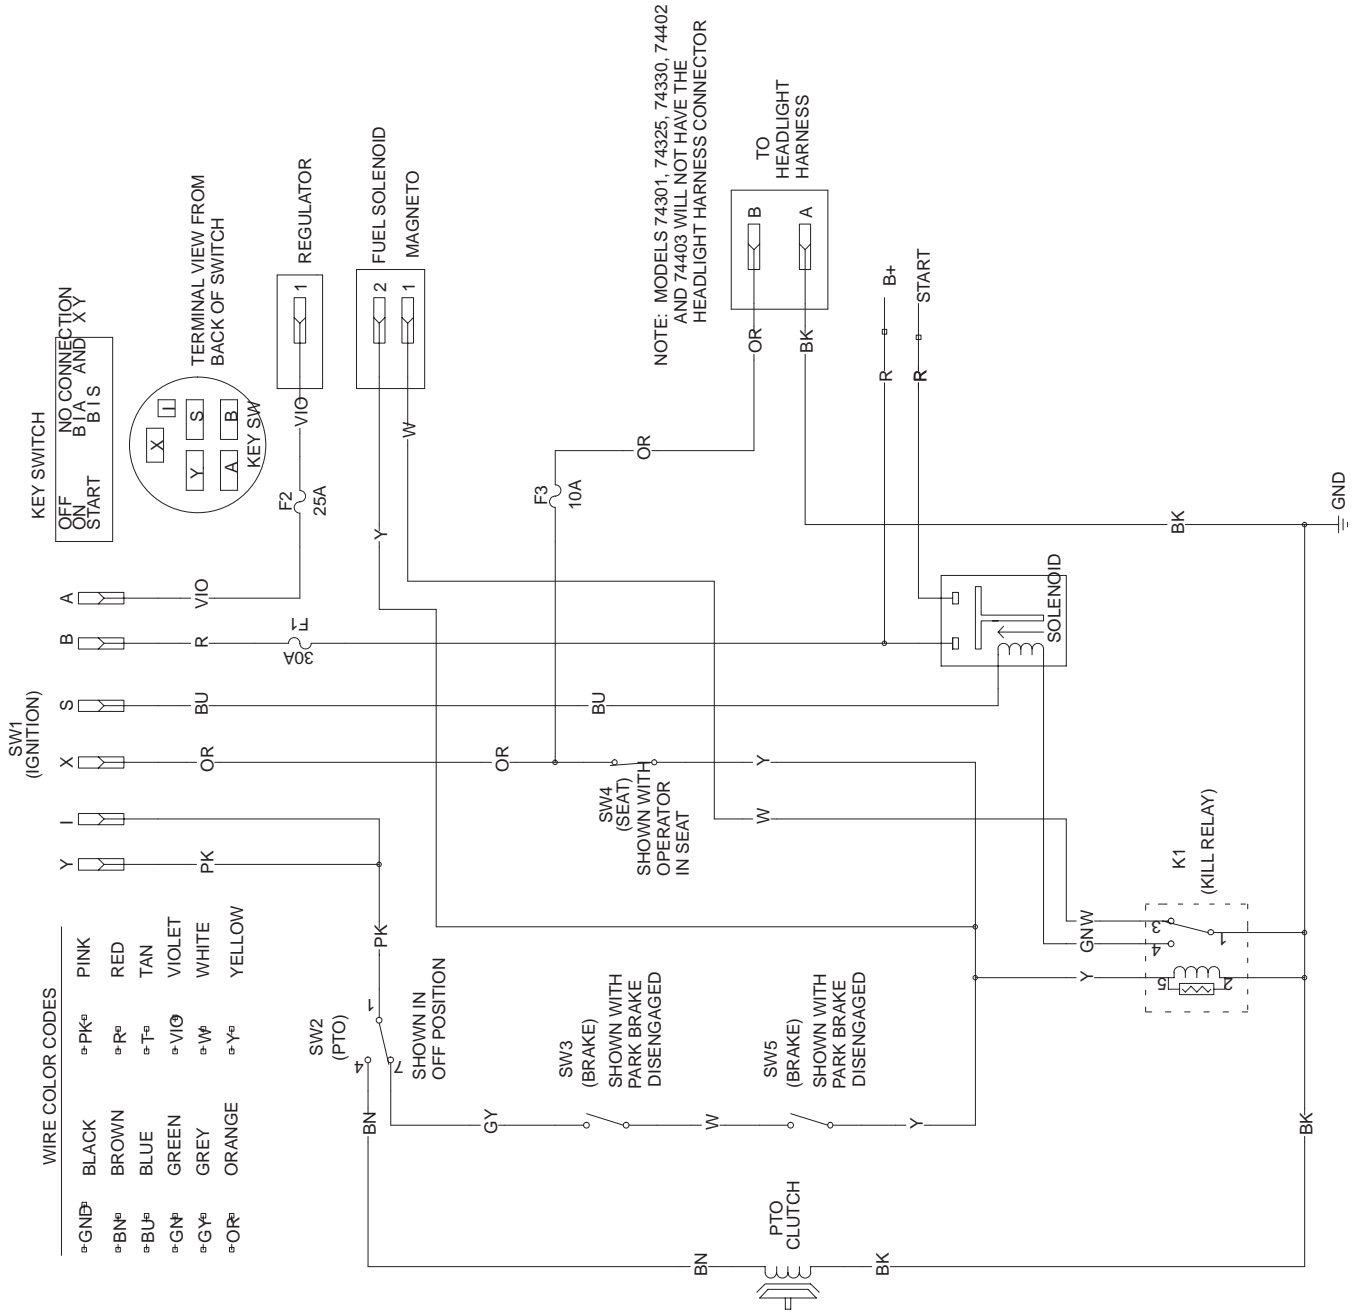 WIRE COLOR CODES
GND BLACK PK PINK
BN BROWN R RED
BU BLUE T TAN
GN GREEN VIO VIOLET
GY GREY W WHITE
OR ORANGE Y YELLOW
SW1
(IGNITION)
Y
I
X
S
B
A
KEY SWITCH
OFF NO CONNECTION
ON B I A AND X Y
START B I S
X
I
Y
S
A
B
KEY SW
TERMINAL VIEW FROM
BACK OF SWITCH
PK
OR
BU
R
VIO
F1
30A
F2
25A
VIO
1
REGULATOR
2
FUEL SOLENOID
1
MAGNETO
Y
W
PK
SW2
(PTO)
1
4
7
SHOWN IN
OFF POSITION
BN
GY
SW3
(BRAKE)
SHOWN WITH
PARK BRAKE
DISENGAGED
W
SW5
(BRAKE)
SHOWN WITH
PARK BRAKE
DISENGAGED
Y
OR
F3
10A
OR
SW4
(SEAT)
SHOWN WITH
OPERATOR
IN SEAT
Y
W
BU
NOTE: MODELS 74301, 74325, 74330, 74402
AND 74403 WILL NOT HAVE THE
HEADLIGHT HARNESS CONNECTOR
OR
B
BK
A
TO
HEADLIGHT
HARNESS
R
B+
R
START
SOLENOID
BK
GND
PTO
CLUTCH
BN
BK
K1
(KILL RELAY)
Y
GN
W
5
2
4
3
1
BK